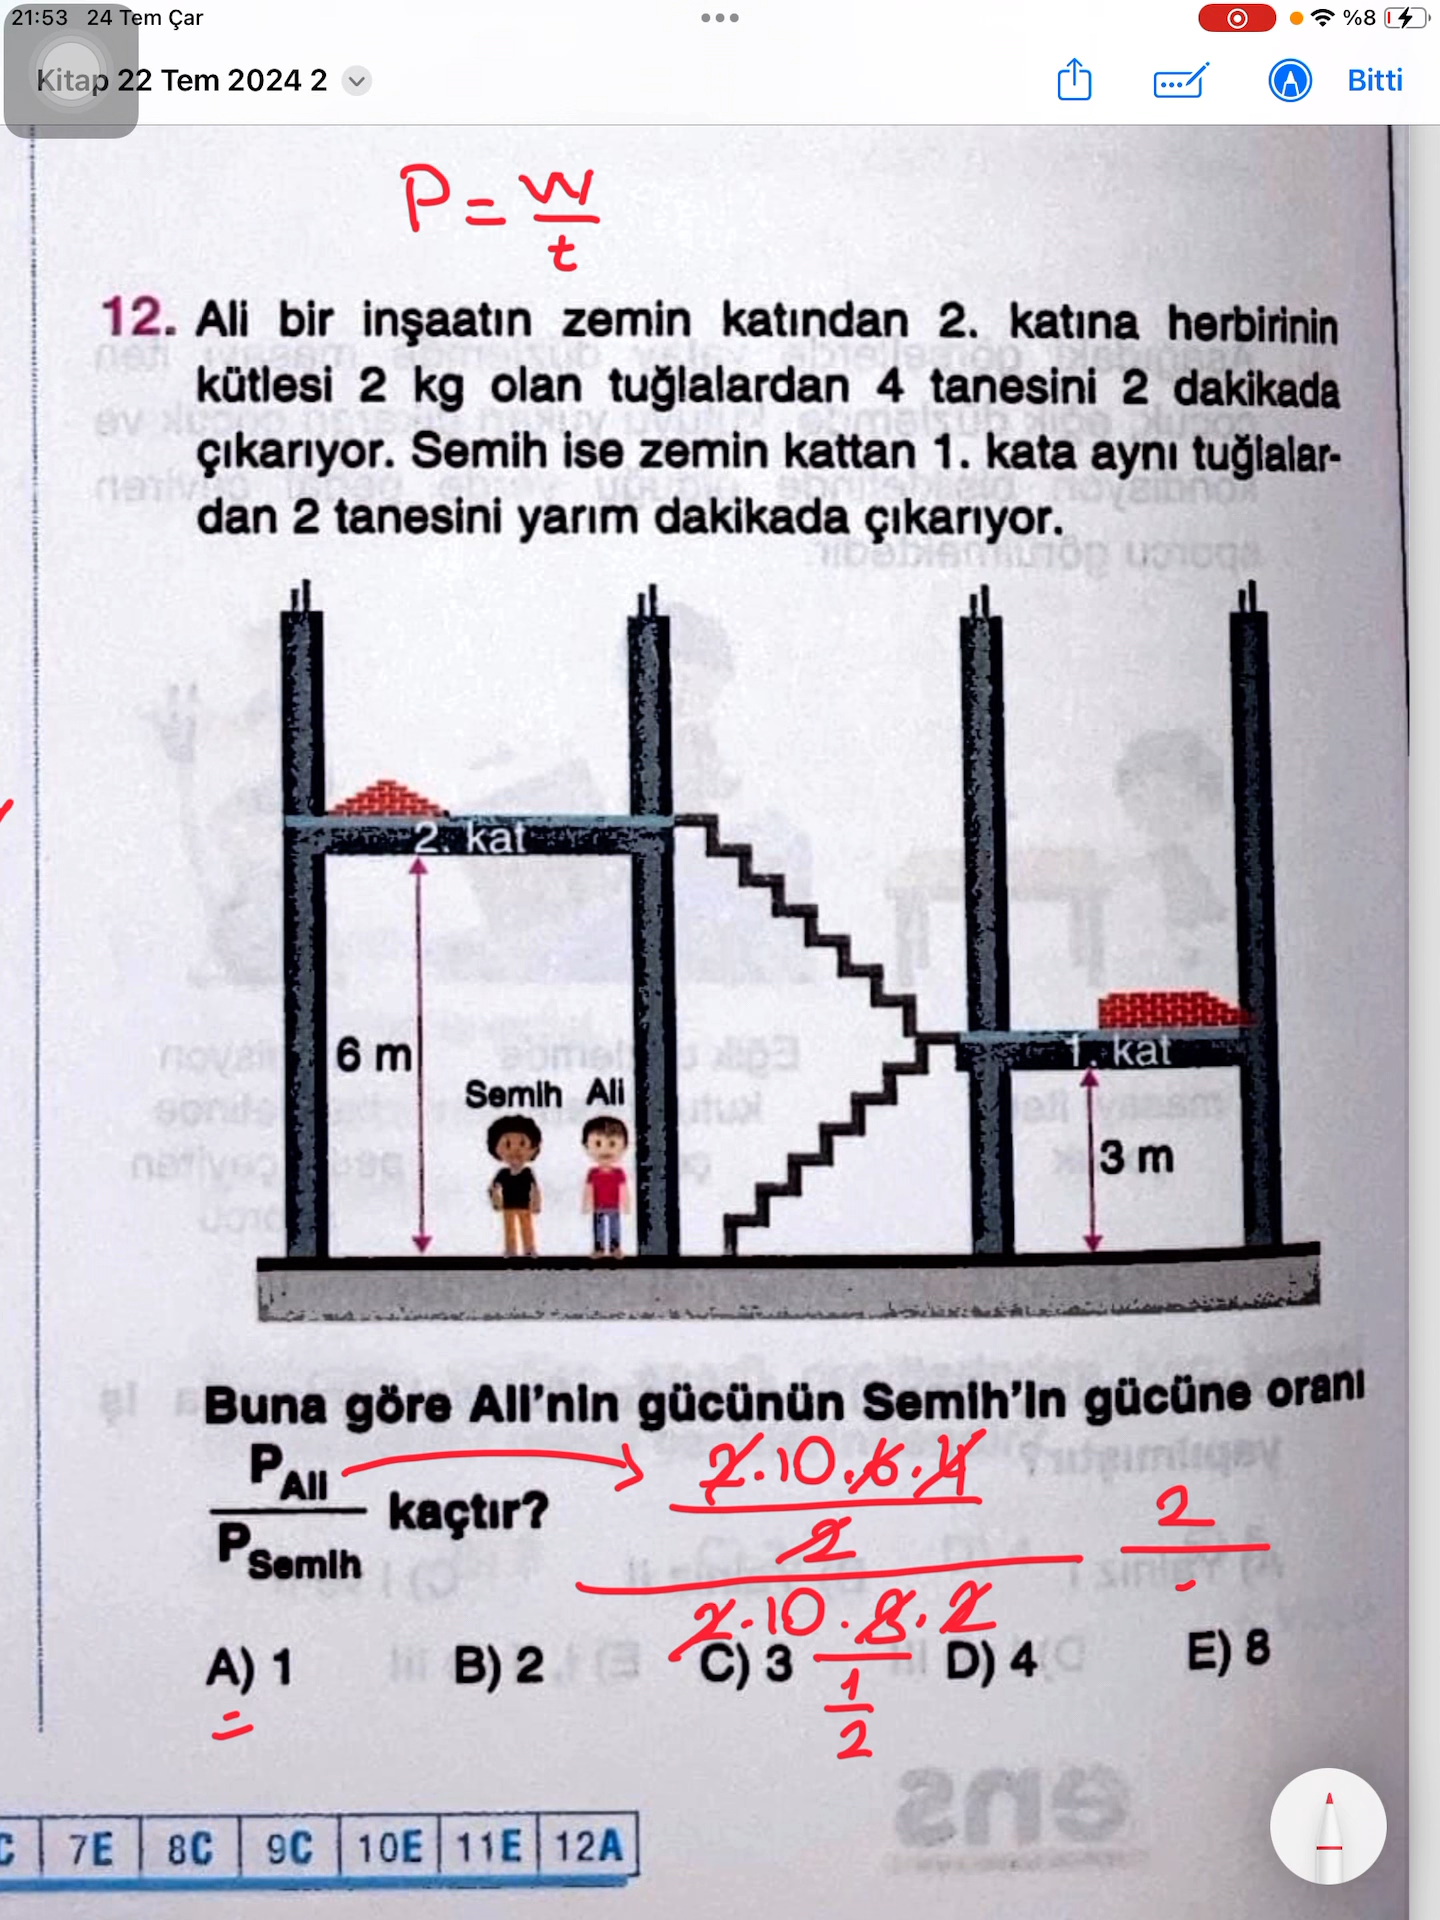 21:53 24 Tem Çar
%8
Kitap 22 Tem 2024 2
Bitti
P = W
t
12. Ali bir inşaatın zemin katından 2. katına herbirinin
kütlesi 2 kg olan tuğlalardan 4 tanesini 2 dakikada
çıkarıyor. Semih ise zemin kattan 1. kata aynı tuğlalar-
dan 2 tanesini yarım dakikada çıkarıyor.
2. kat
6 m
Semih Ali
1. kat
3 m
Buna göre Ali'nin gücünün Semih'in gücüne oranı
PAli
PSemih
kaçtır?
2.10.6.4
2
2.10.3.2
1
2
2
A) 1 B) 2 C) 3 D) 4 E) 8
=
C 7E 8C 9C 10E 11E 12A